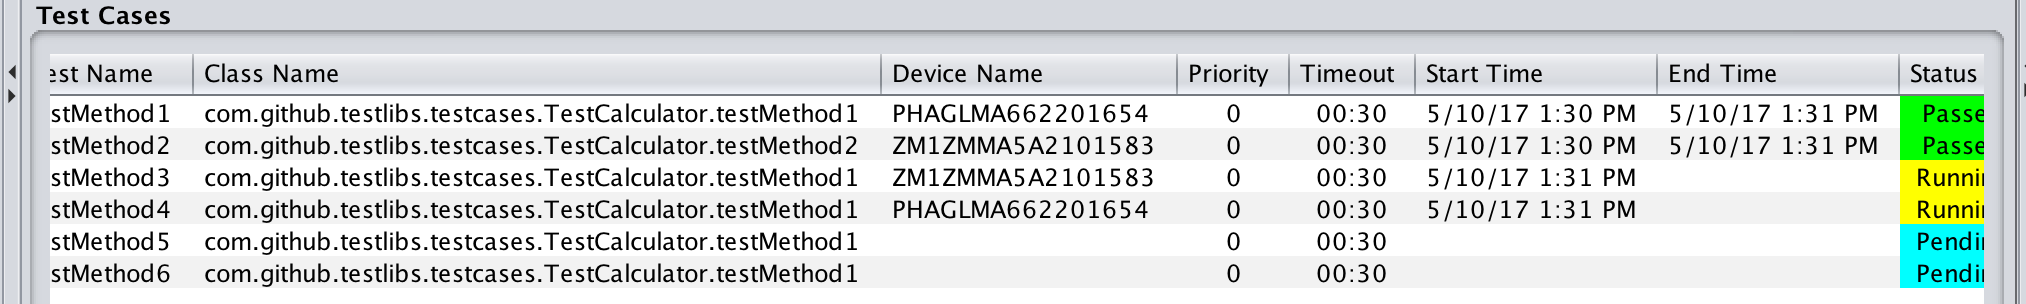 Test Cases
est Name Class Name Device Name Priority Timeout Start Time End Time Status
stMethod1 com.github.testlibs.testcases.TestCalculator.testMethod1 PHAGLMA662201654 0 00:30 5/10/17 1:30 PM 5/10/17 1:31 PM Passe
stMethod2 com.github.testlibs.testcases.TestCalculator.testMethod2 ZM1ZMMA5A2101583 0 00:30 5/10/17 1:30 PM 5/10/17 1:31 PM Passe
stMethod3 com.github.testlibs.testcases.TestCalculator.testMethod1 ZM1ZMMA5A2101583 0 00:30 5/10/17 1:31 PM Runni
stMethod4 com.github.testlibs.testcases.TestCalculator.testMethod1 PHAGLMA662201654 0 00:30 5/10/17 1:31 PM Runni
stMethod5 com.github.testlibs.testcases.TestCalculator.testMethod1 0 00:30 Pendi
stMethod6 com.github.testlibs.testcases.TestCalculator.testMethod1 0 00:30 Pendi